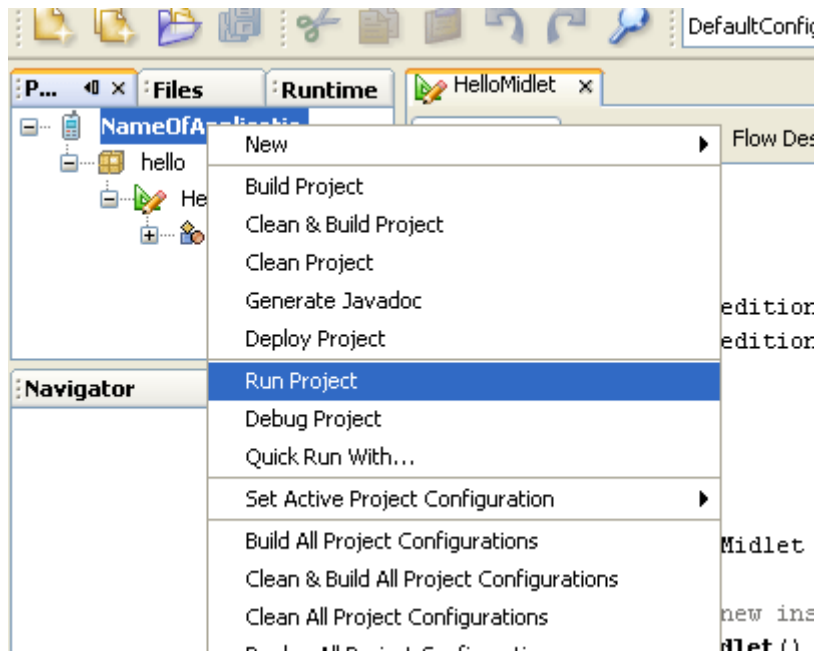 DefaultConfig
P...
Files
Runtime
HelloMidlet
NameOfApplicatio
hello
He
Flow Des
New
Build Project
Clean & Build Project
Clean Project
Generate Javadoc
Deploy Project
edition
edition
Run Project
Navigator
Debug Project
Quick Run With...
Set Active Project Configuration
Build All Project Configurations
Midlet
Clean & Build All Project Configurations
Clean All Project Configurations
new ins
dlet()